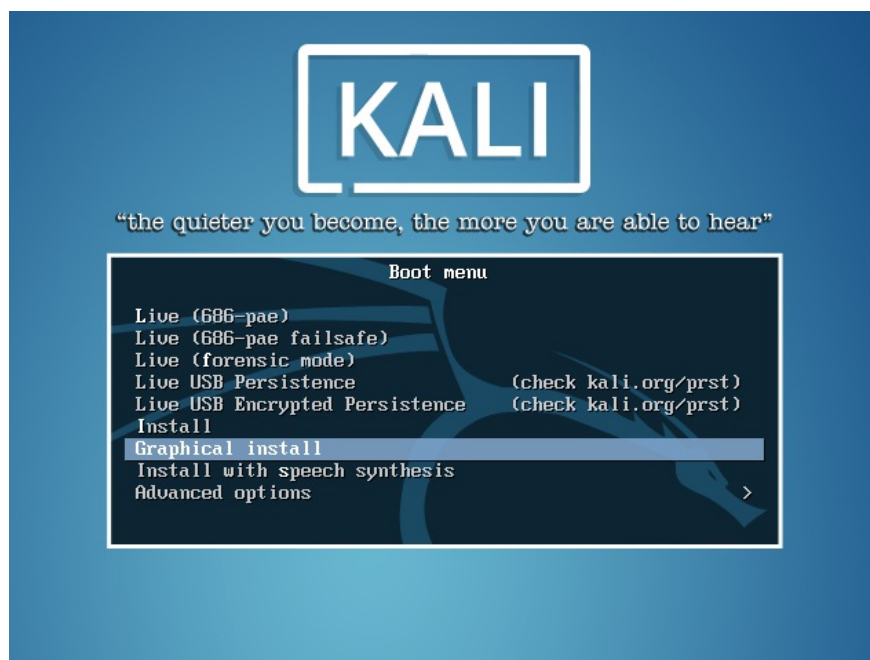 KALI
“the quieter you become, the more you are able to hear”
Boot menu
Live (686-pae)
Live (686-pae failsafe)
Live (forensic mode)
Live USB Persistence (check kali.org/prst)
Live USB Encrypted Persistence (check kali.org/prst)
Install
Graphical install
Install with speech synthesis
Advanced options >